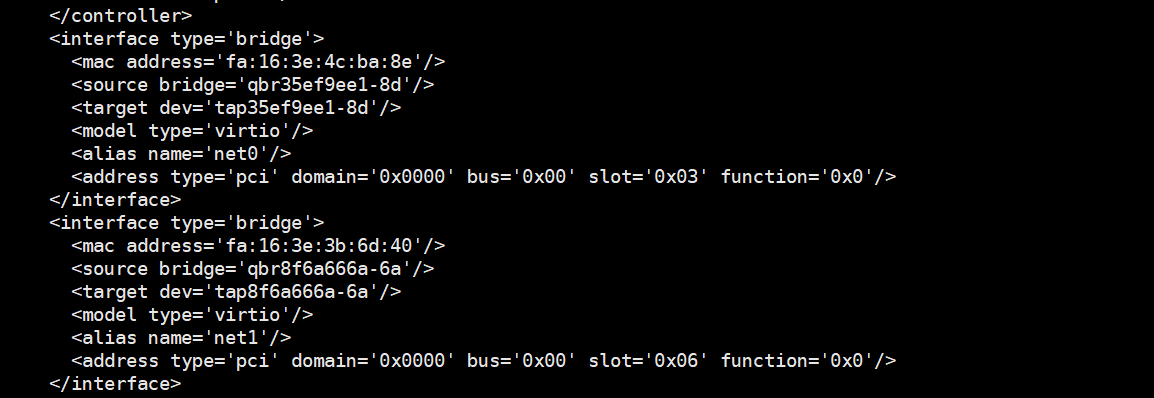 </controller>
<interface type='bridge'>
<mac address='fa:16:3e:4c:ba:8e'/>
<source bridge='qbr35ef9ee1-8d'/>
<target dev='tap35ef9ee1-8d'/>
<model type='virtio'/>
<alias name='net0'/>
<address type='pci' domain='0x0000' bus='0x00' slot='0x03' function='0x0'/>
</interface>
<interface type='bridge'>
<mac address='fa:16:3e:3b:6d:40'/>
<source bridge='qbr8f6a666a-6a'/>
<target dev='tap8f6a666a-6a'/>
<model type='virtio'/>
<alias name='net1'/>
<address type='pci' domain='0x0000' bus='0x00' slot='0x06' function='0x0'/>
</interface>